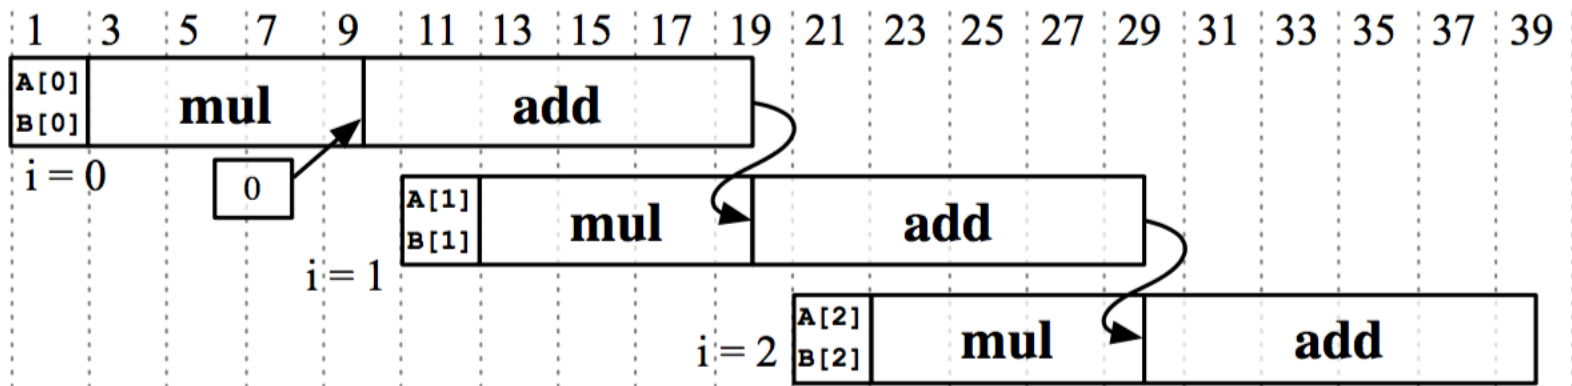 1 3 5 7 9 11 13 15 17 19 21 23 25 27 29 31 33 35 37 39
A[0]
B[0]
mul
add
i = 0
0
A[1]
B[1]
mul
add
i = 1
A[2]
B[2]
mul
add
i = 2